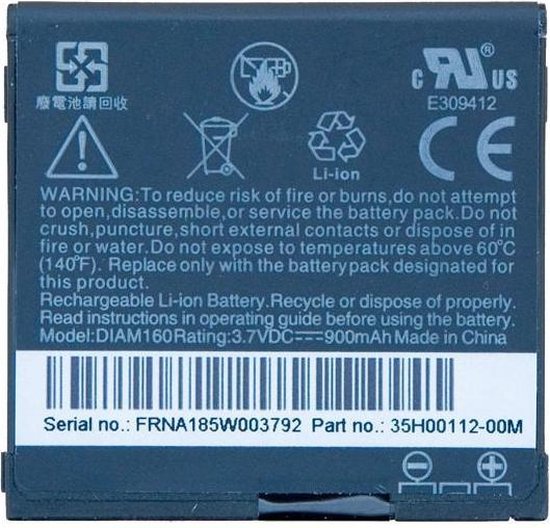 廢電池請回收
c RU US
®
E309412
Li-ion
CE
WARNING:To reduce risk of fire or burns,do not attempt
to open,disassemble,or service the battery pack.Do not
crush,puncture,short external contacts or dispose of in
fire or water.Do not expose to temperatures above 60°C
(140°F). Replace only with the batterypack designated for
this product.
Rechargeable Li-ion Battery.Recycle or dispose of properly.
Read instructions in operating guide before using the battery.
Model:DIAM160Rating:3.7VDC⎓900mAh Made in China
Serial no.: FRNA185W003792 Part no.: 35H00112-00M